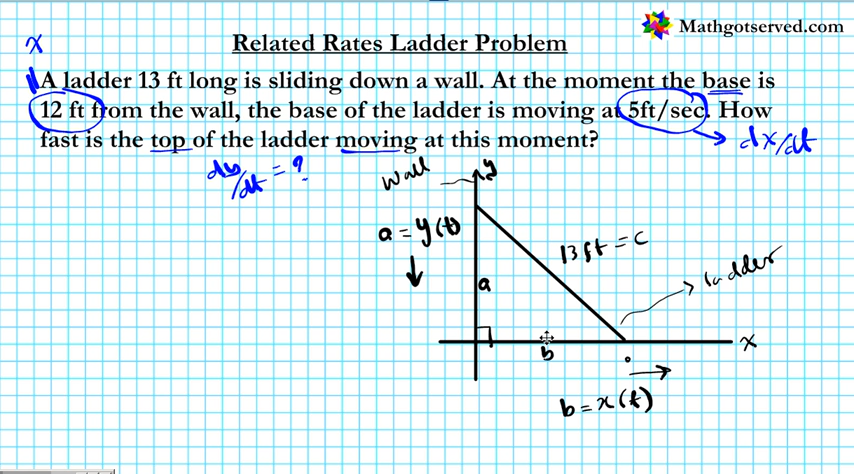 Mathgotserved.com
x
Related Rates Ladder Problem
A ladder 13 ft long is sliding down a wall. At the moment the base is
12 ft from the wall, the base of the ladder is moving at 5ft/sec. How
fast is the top of the ladder moving at this moment?
dx/dt
dy/dt = ?
wall
y
a = y(t)
13 ft = c
ladder
a
x
b
b = x(t)